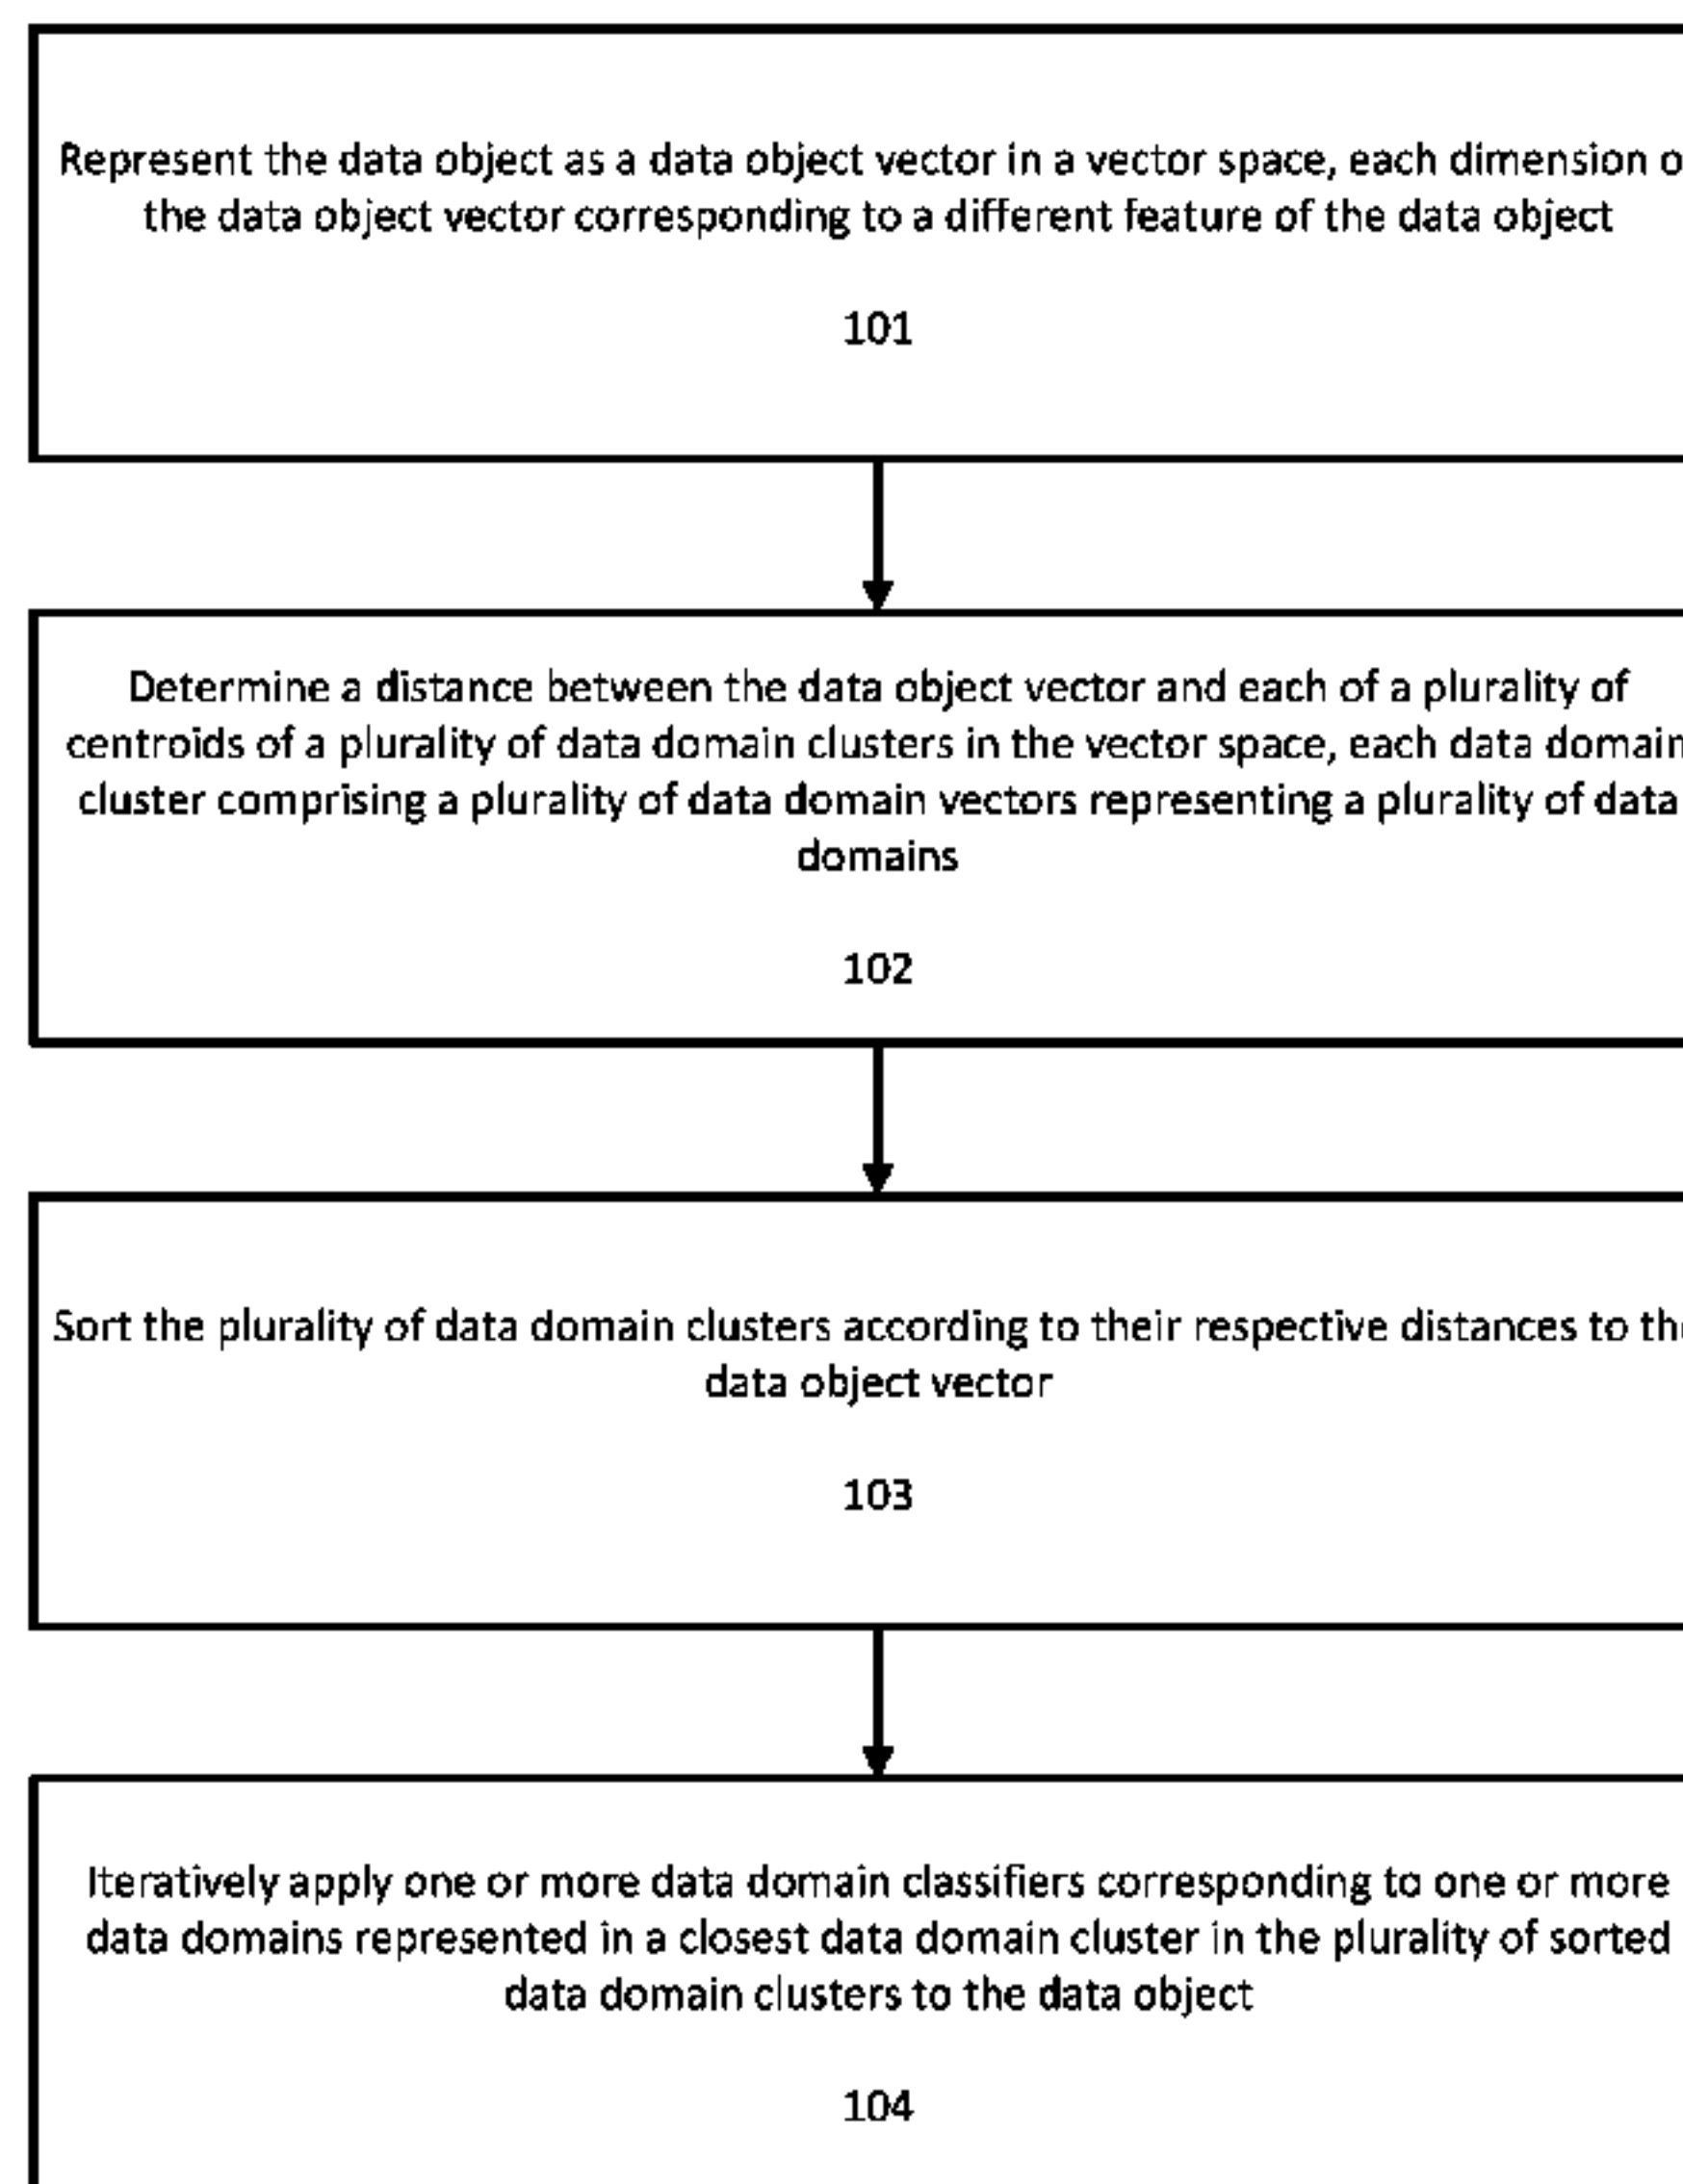 Represent the data object as a data object vector in a vector space, each dimension o
the data object vector corresponding to a different feature of the data object
101
Determine a distance between the data object vector and each of a plurality of
centroids of a plurality of data domain clusters in the vector space, each data domain
cluster comprising a plurality of data domain vectors representing a plurality of data
domains
102
Sort the plurality of data domain clusters according to their respective distances to the
data object vector
103
Iteratively apply one or more data domain classifiers corresponding to one or more
data domains represented in a closest data domain cluster in the plurality of sorted
data domain clusters to the data object
104